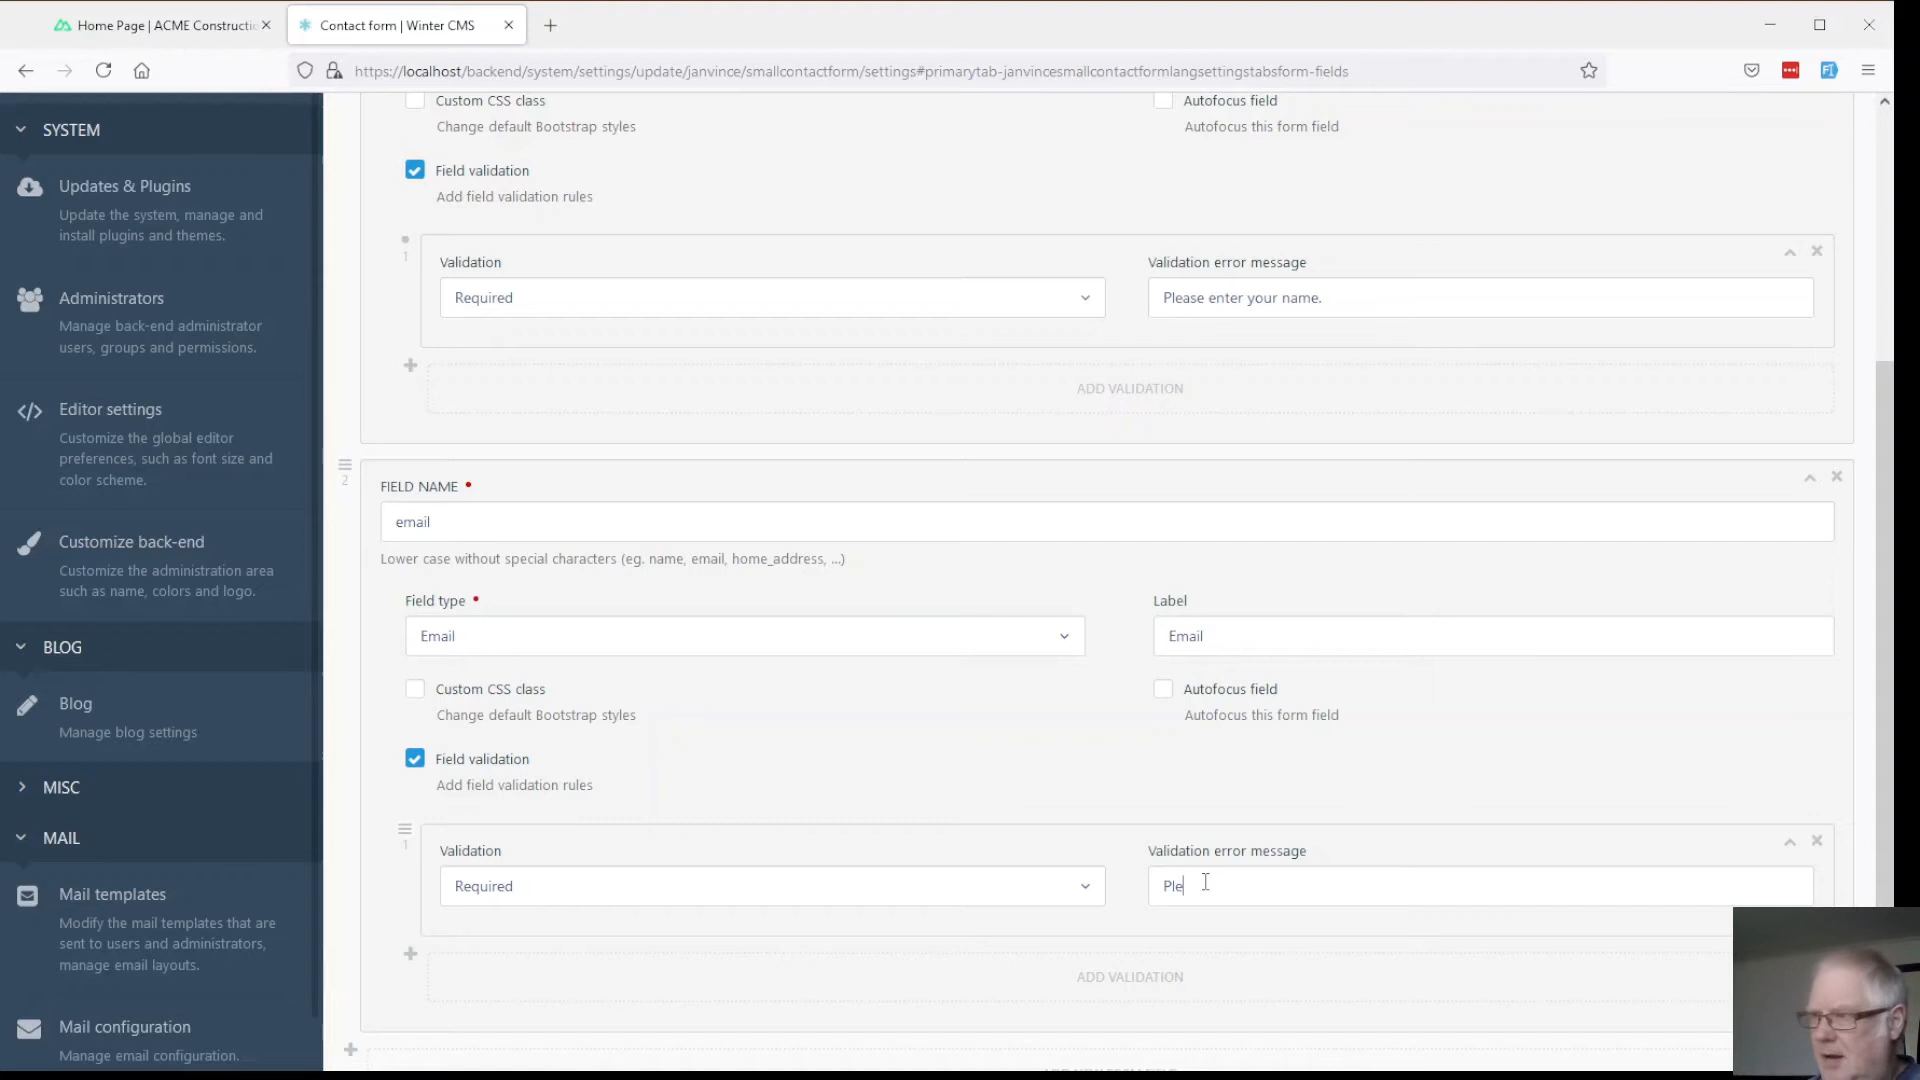 Home Page | ACME Constructi
Contact form | Winter CMS
https://localhost/backend/system/settings/update/janvince/smallcontactform/settings#primarytab-janvincesmallcontactformlangsettingstabsform-fields
SYSTEM
Updates & Plugins
Update the system, manage and
install plugins and themes.
Administrators
Manage back-end administrator
users, groups and permissions.
Editor settings
Customize the global editor
preferences, such as font size and
color scheme.
Customize back-end
Customize the administration area
such as name, colors and logo.
BLOG
Blog
Manage blog settings
MISC
MAIL
Mail templates
Modify the mail templates that are
sent to users and administrators,
manage email layouts.
Mail configuration
Manage email configuration.
Custom CSS class
Change default Bootstrap styles
Autofocus field
Autofocus this form field
Field validation
Add field validation rules
1
Validation
Required
Validation error message
Please enter your name.
ADD VALIDATION
2
FIELD NAME •
email
Lower case without special characters (eg. name, email, home_address, ...)
Field type •
Email
Label
Email
Custom CSS class
Change default Bootstrap styles
Autofocus field
Autofocus this form field
Field validation
Add field validation rules
1
Validation
Required
Validation error message
Ple
ADD VALIDATION